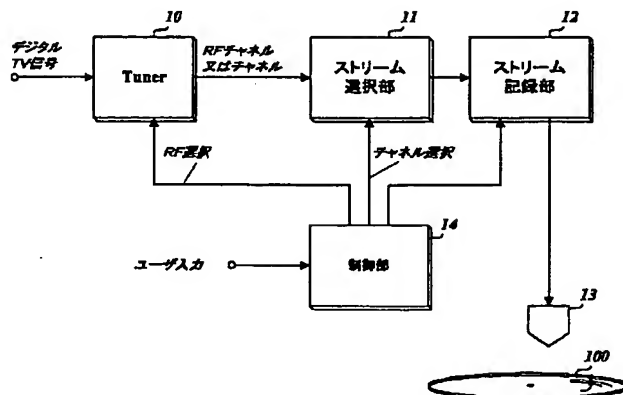 10
11
12
デジタル
TV信号
Tuner
RFチャネル
又はチャネル
ストリーム
選択部
ストリーム
記録部
RF選択
チャネル選択
14
ユーザ入力
制御部
13
100